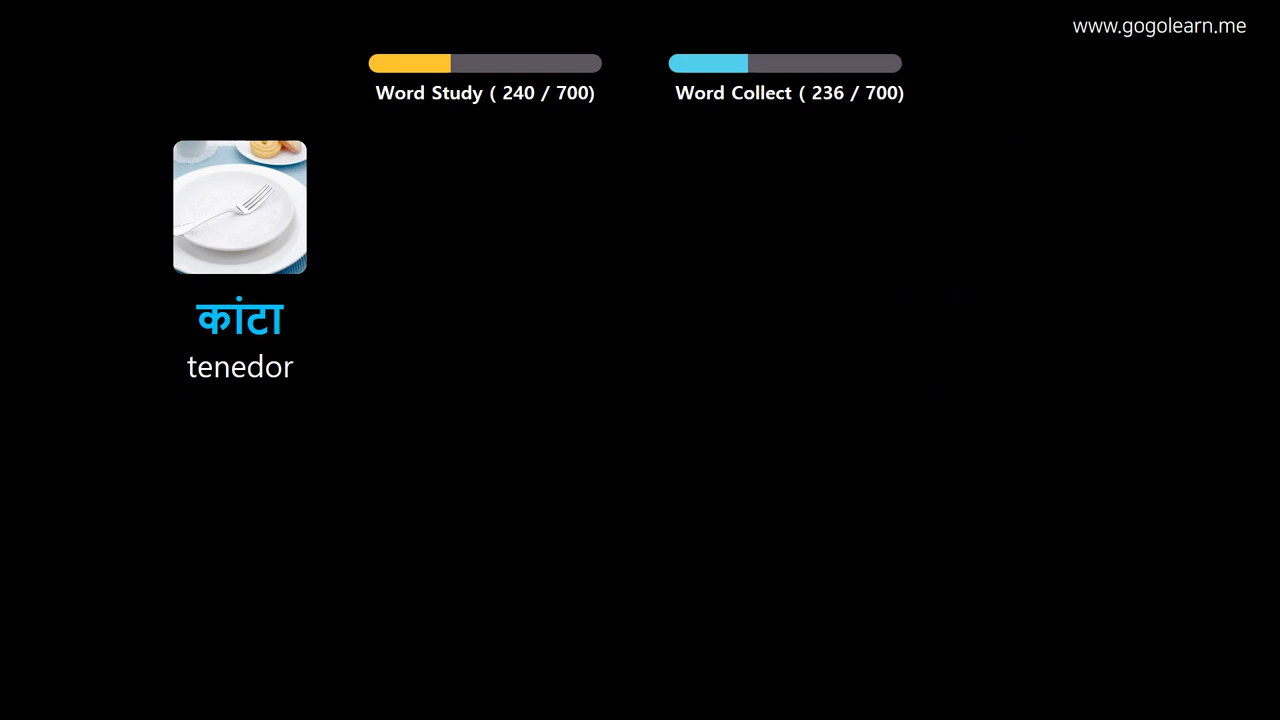 www.gogolearn.me
Word Study ( 240 / 700)
Word Collect ( 236 / 700)
कांटा
tenedor